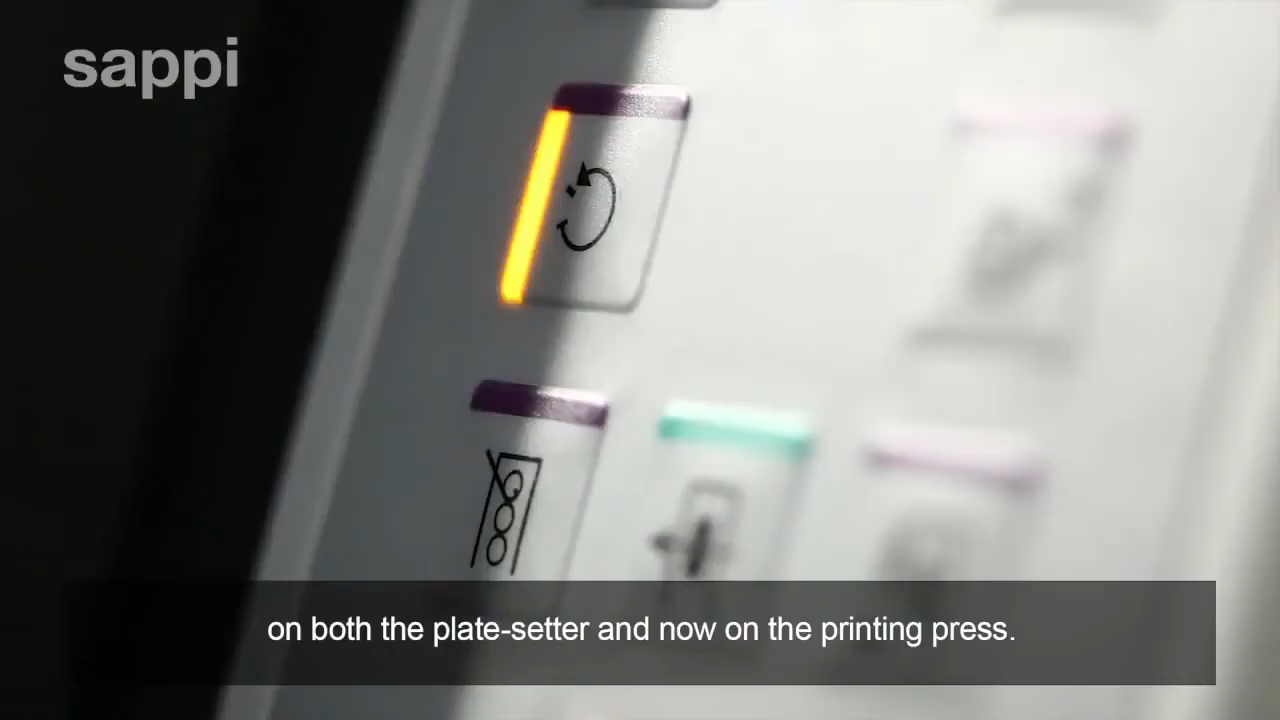 sappi
on both the plate-setter and now on the printing press.